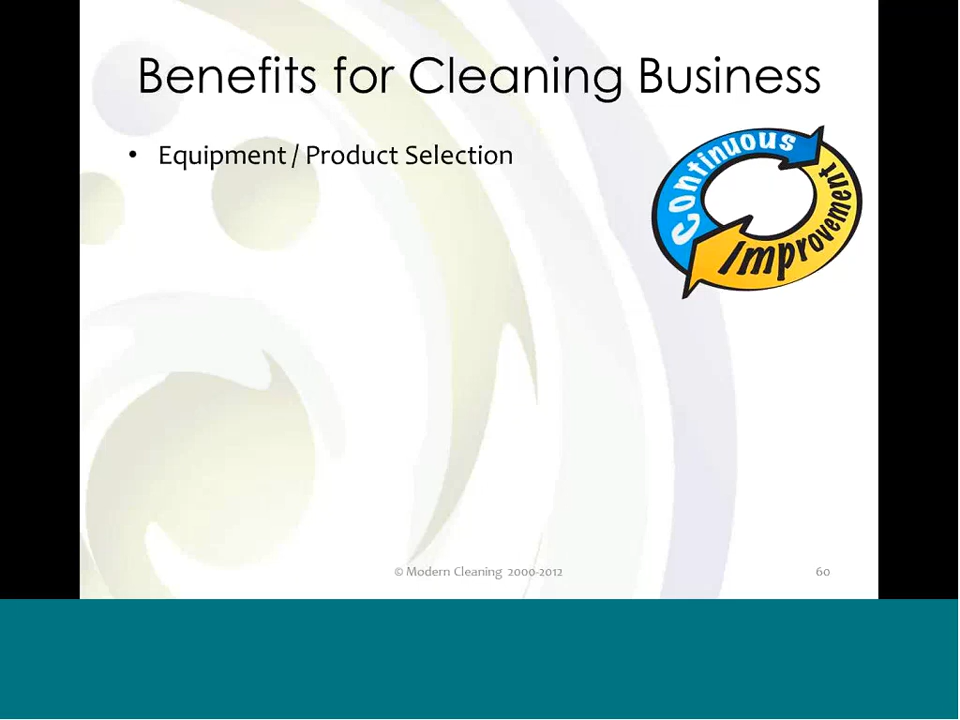 Benefits for Cleaning Business
• Equipment / Product Selection
Continuous
Improvement
© Modern Cleaning 2000-2012
60